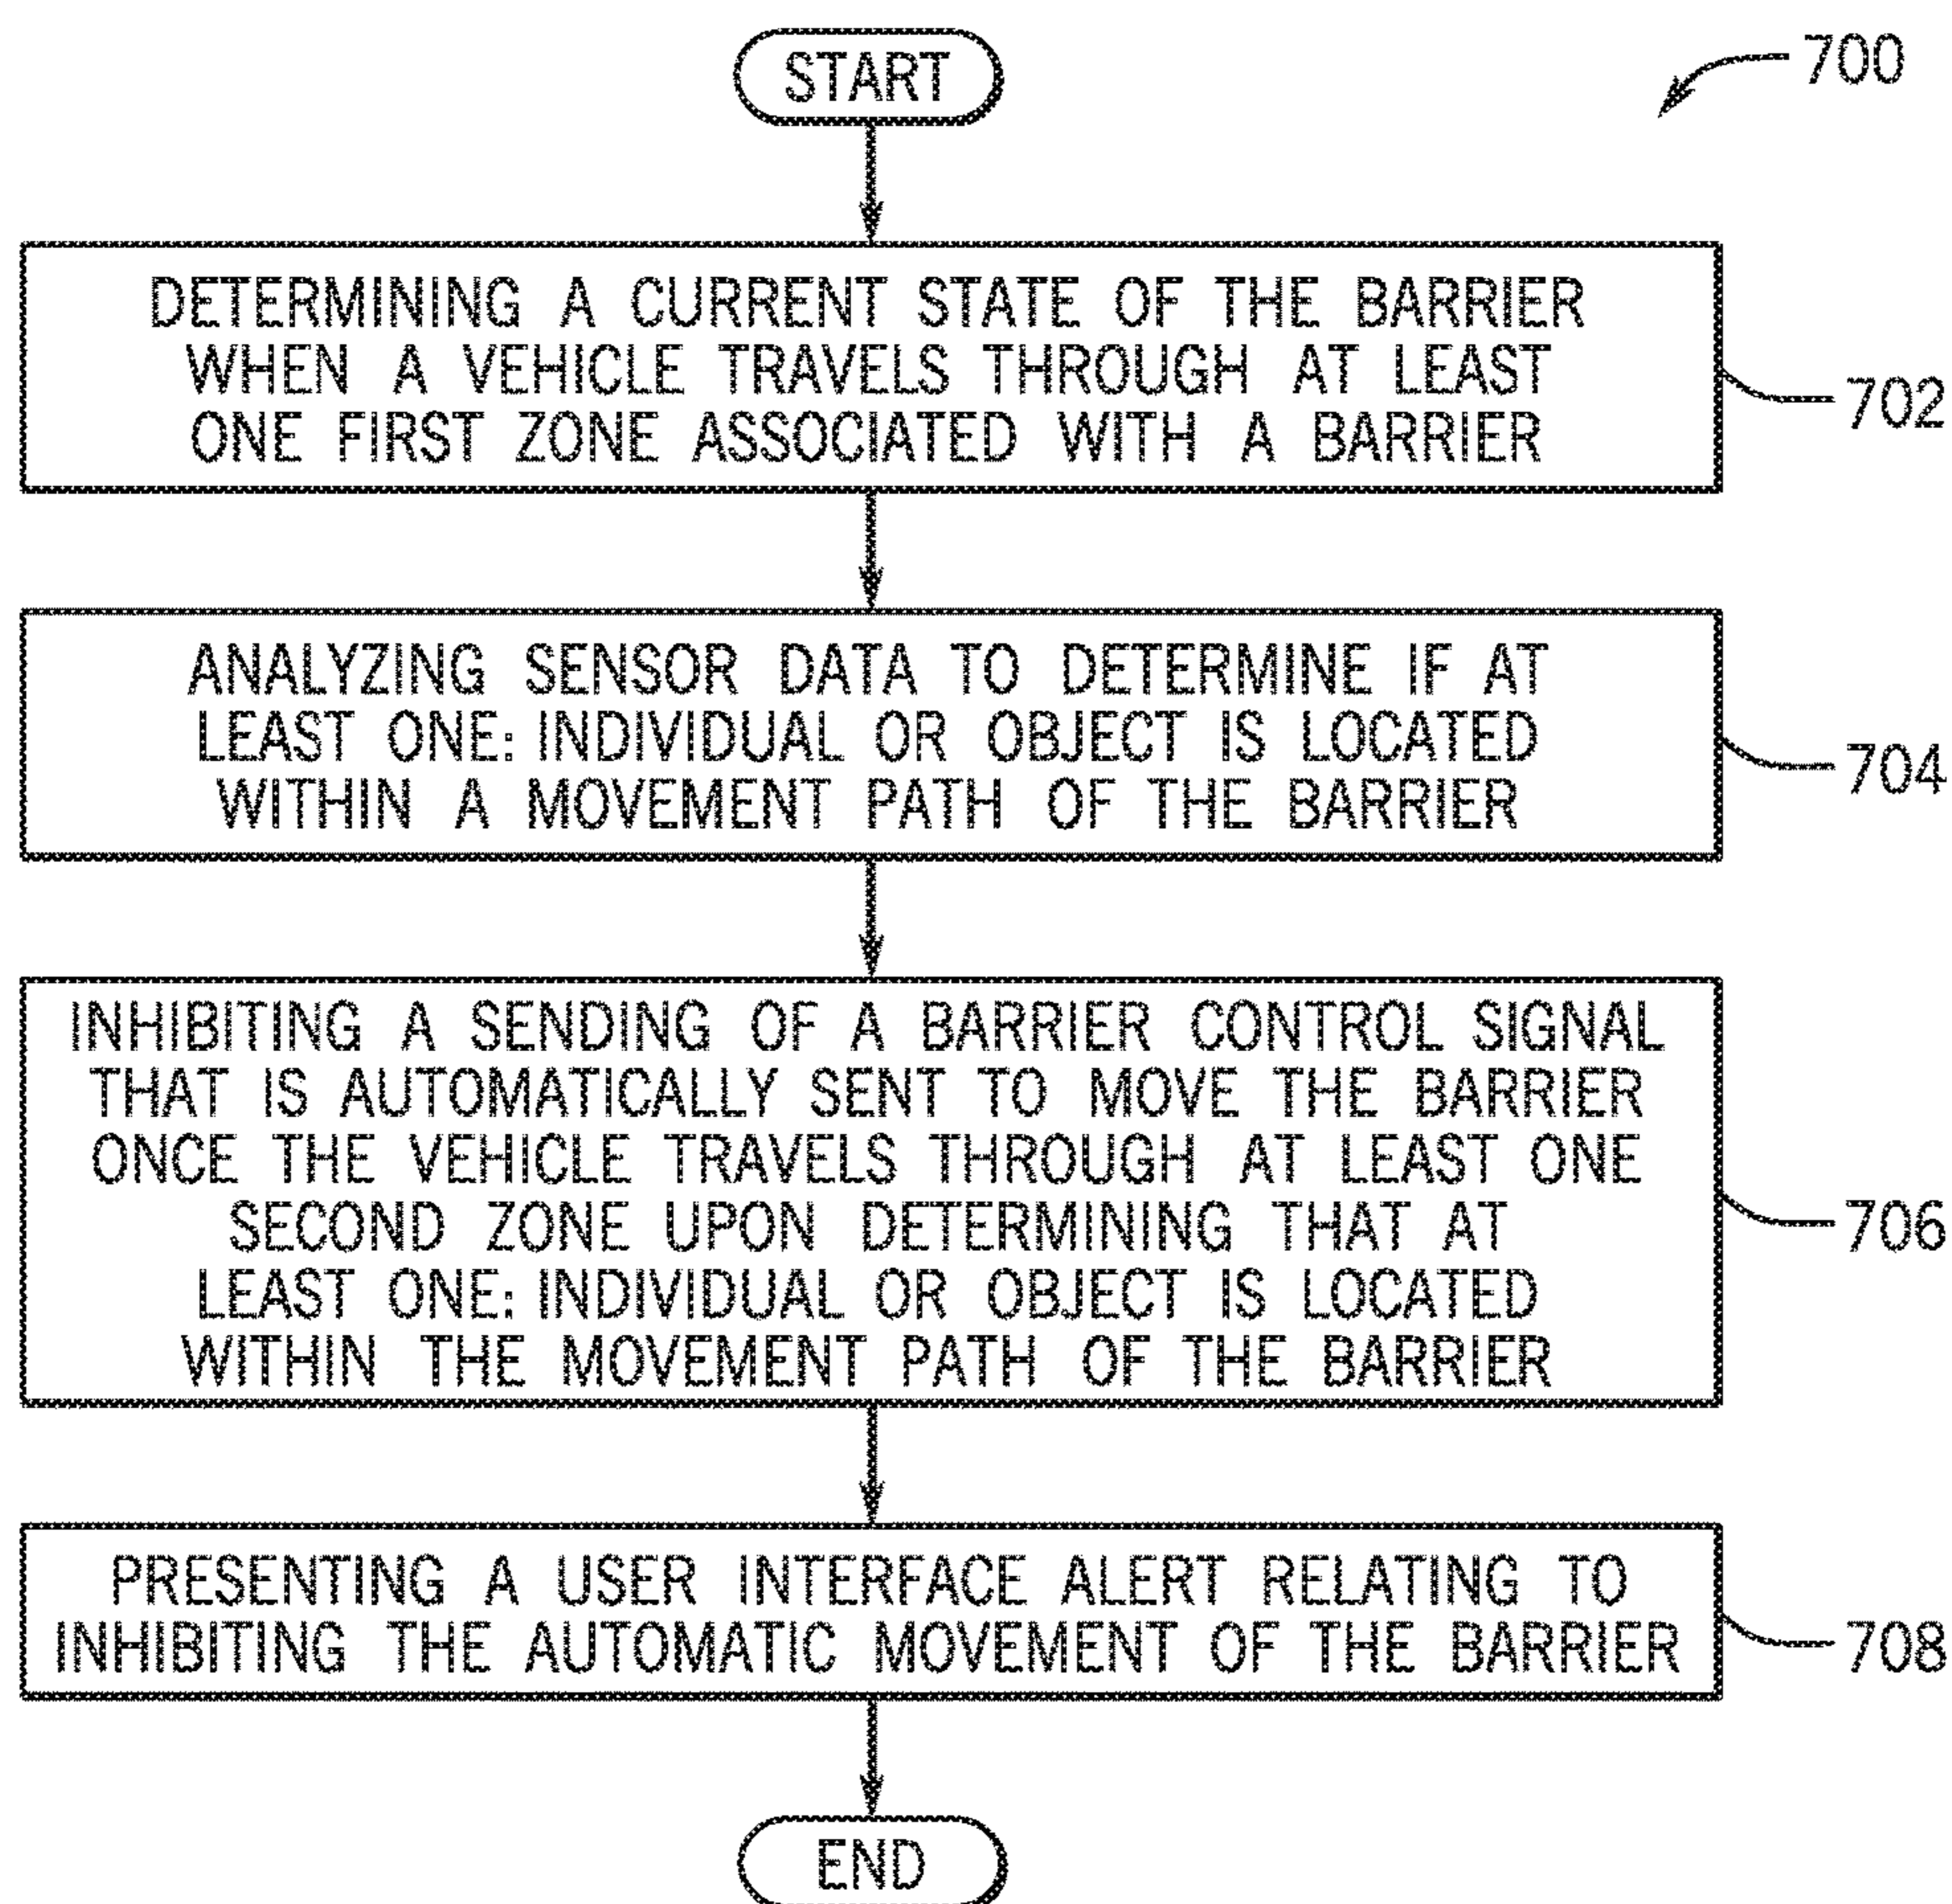 START
700
DETERMINING A CURRENT STATE OF THE BARRIER
WHEN A VEHICLE TRAVELS THROUGH AT LEAST
ONE FIRST ZONE ASSOCIATED WITH A BARRIER
702
ANALYZING SENSOR DATA TO DETERMINE IF AT
LEAST ONE: INDIVIDUAL OR OBJECT IS LOCATED
WITHIN A MOVEMENT PATH OF THE BARRIER
704
INHIBITING A SENDING OF A BARRIER CONTROL SIGNAL
THAT IS AUTOMATICALLY SENT TO MOVE THE BARRIER
ONCE THE VEHICLE TRAVELS THROUGH AT LEAST ONE
SECOND ZONE UPON DETERMINING THAT AT
LEAST ONE: INDIVIDUAL OR OBJECT IS LOCATED
WITHIN THE MOVEMENT PATH OF THE BARRIER
706
PRESENTING A USER INTERFACE ALERT RELATING TO
INHIBITING THE AUTOMATIC MOVEMENT OF THE BARRIER
708
END